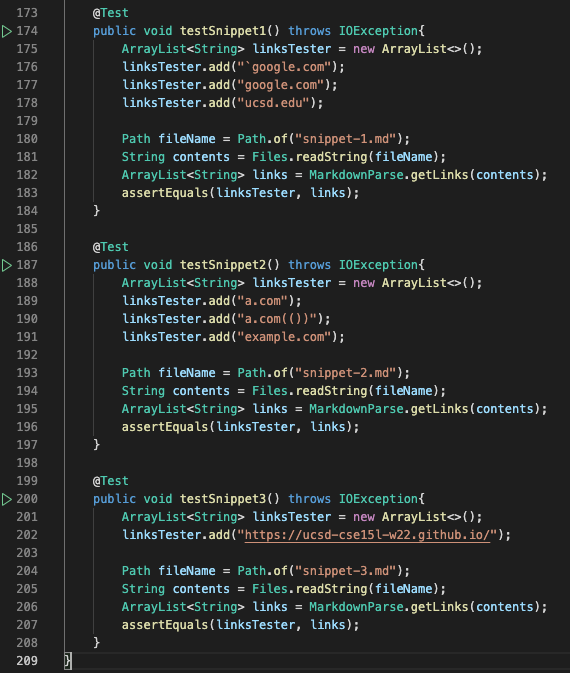 173 @Test
174 public void testSnippet1() throws IOException{
175 ArrayList<String> linksTester = new ArrayList<>();
176 linksTester.add("`google.com");
177 linksTester.add("google.com");
178 linksTester.add("ucsd.edu");
179
180 Path fileName = Path.of("snippet-1.md");
181 String contents = Files.readString(fileName);
182 ArrayList<String> links = MarkdownParse.getLinks(contents);
183 assertEquals(linksTester, links);
184 }
185
186 @Test
187 public void testSnippet2() throws IOException{
188 ArrayList<String> linksTester = new ArrayList<>();
189 linksTester.add("a.com");
190 linksTester.add("a.com(())");
191 linksTester.add("example.com");
192
193 Path fileName = Path.of("snippet-2.md");
194 String contents = Files.readString(fileName);
195 ArrayList<String> links = MarkdownParse.getLinks(contents);
196 assertEquals(linksTester, links);
197 }
198
199 @Test
200 public void testSnippet3() throws IOException{
201 ArrayList<String> linksTester = new ArrayList<>();
202 linksTester.add("https://ucsd-cse15l-w22.github.io/");
203
204 Path fileName = Path.of("snippet-3.md");
205 String contents = Files.readString(fileName);
206 ArrayList<String> links = MarkdownParse.getLinks(contents);
207 assertEquals(linksTester, links);
208 }
209 }